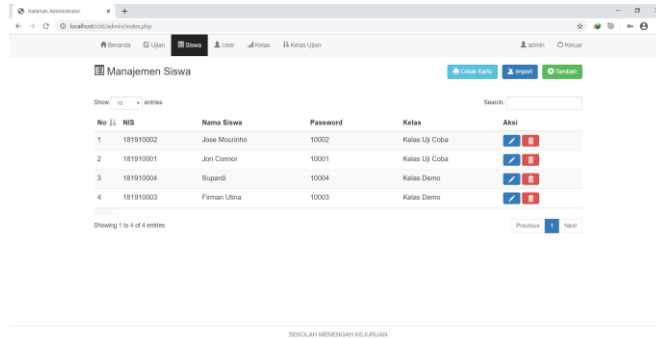 Halaman Administrator
localhost/cbt/admin/index.php
Beranda Ujian Siswa User Kelas Kelas Ujian admin Keluar
Manajemen Siswa Cetak Kartu Import Tambah
Show 10 entries Search:
No NIS Nama Siswa Password Kelas Aksi
1 181910002 Jose Mourinho 10002 Kelas Uji Coba
2 181910001 Jon Connor 10001 Kelas Uji Coba
3 181910004 Supardi 10004 Kelas Demo
4 181910003 Firman Utina 10003 Kelas Demo
Showing 1 to 4 of 4 entries Previous 1 Next
SEKOLAH MENENGAH KEJURUAN